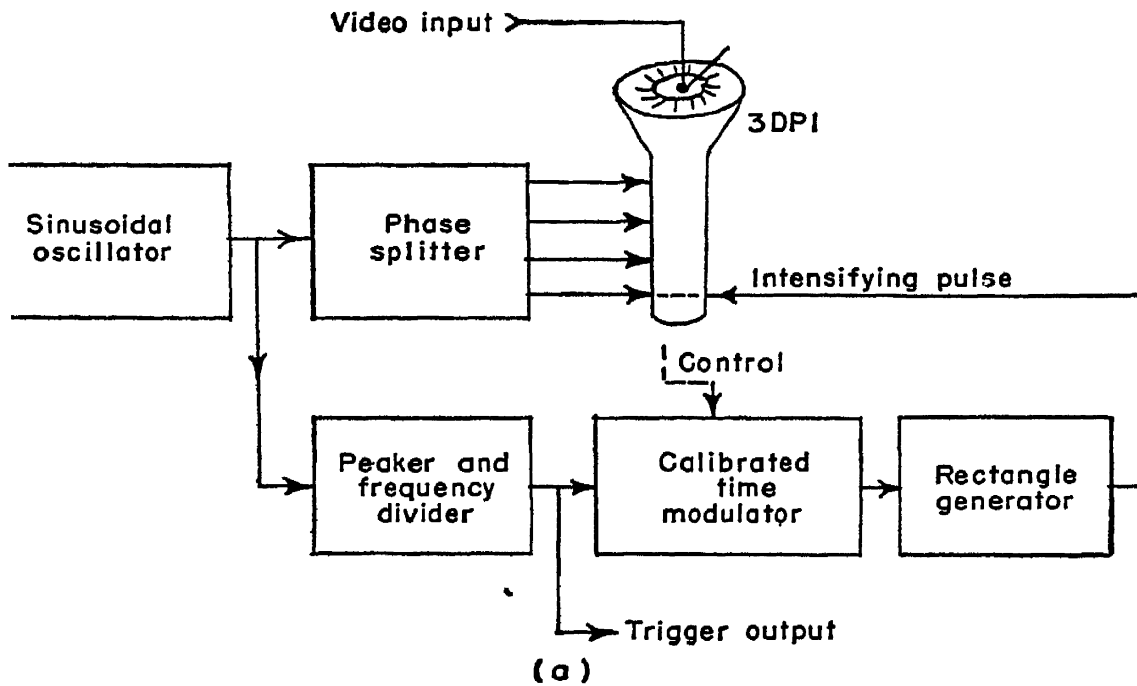 Video input
3DPI
Sinusoidal
oscillator
Phase
splitter
Intensifying pulse
Control
Peaker and
frequency
divider
Calibrated
time
modulator
Rectangle
generator
Trigger output
(a)